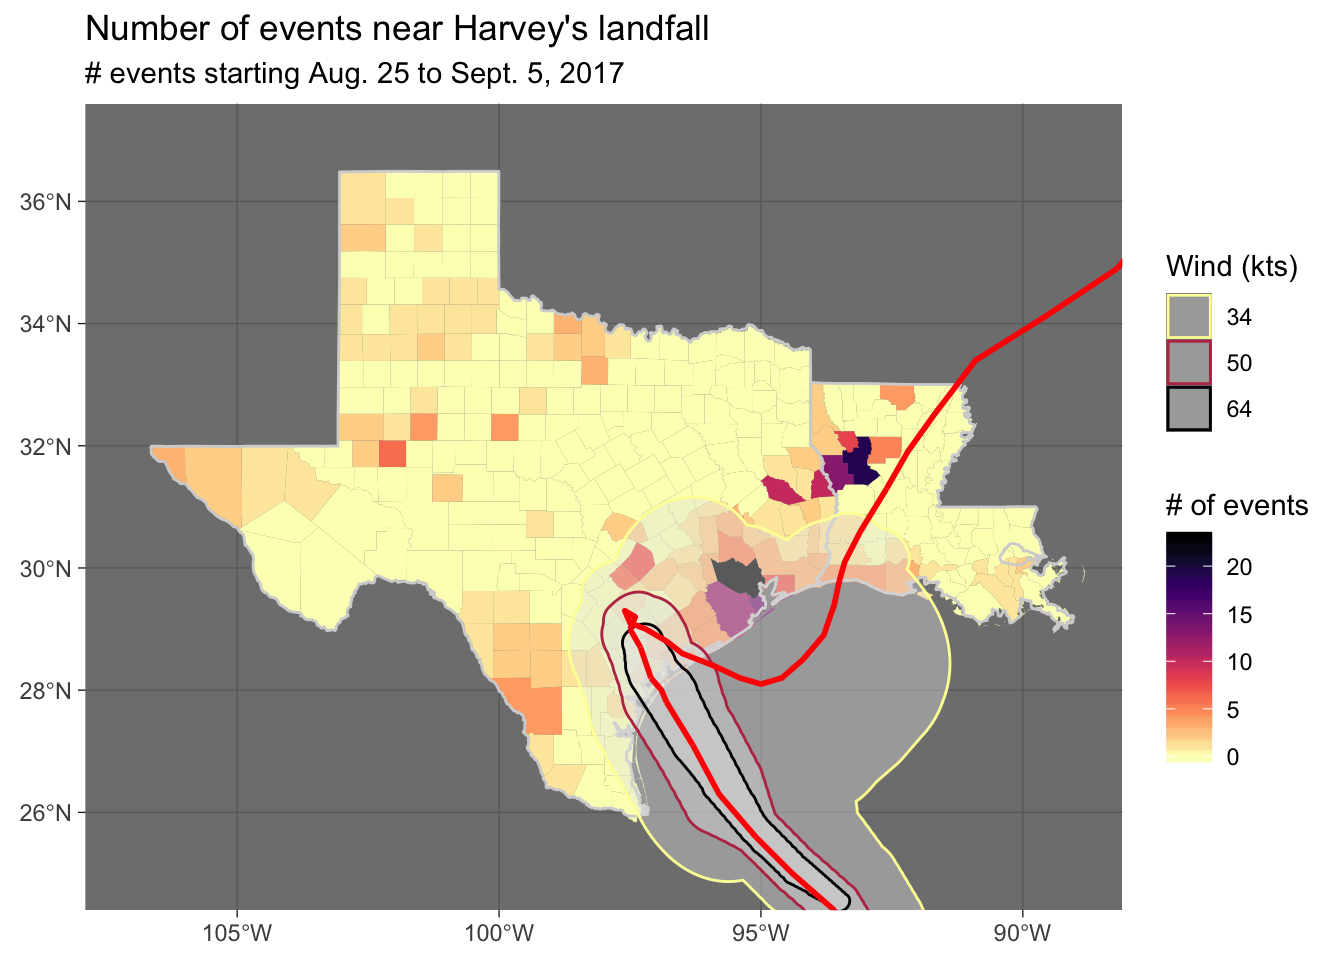 Number of events near Harvey's landfall
# events starting Aug. 25 to Sept. 5, 2017
36°N
34°N
32°N
30°N
28°N
26°N
105°W
100°W
95°W
90°W
Wind (kts)
34
50
64
# of events
20
15
10
5
0